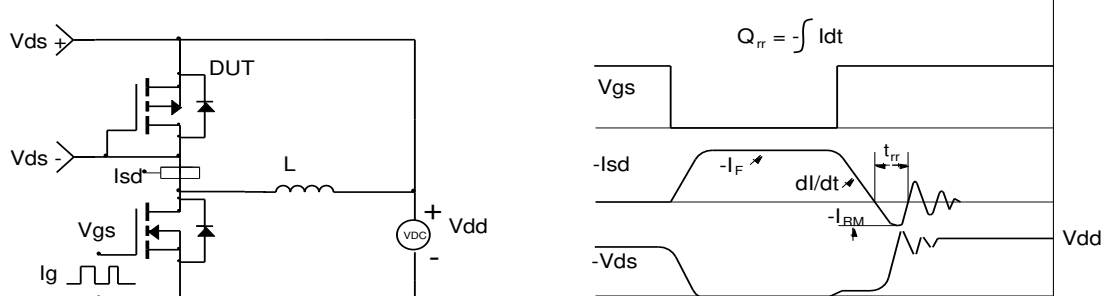 Vds +
DUT
Vds -
Isd
L
Vgs
Ig
+
VDC
-
Vdd
Qrr = -∫ Idt
Vgs
-Isd
-IF
dI/dt
trr
-IRM
-Vds
Vdd